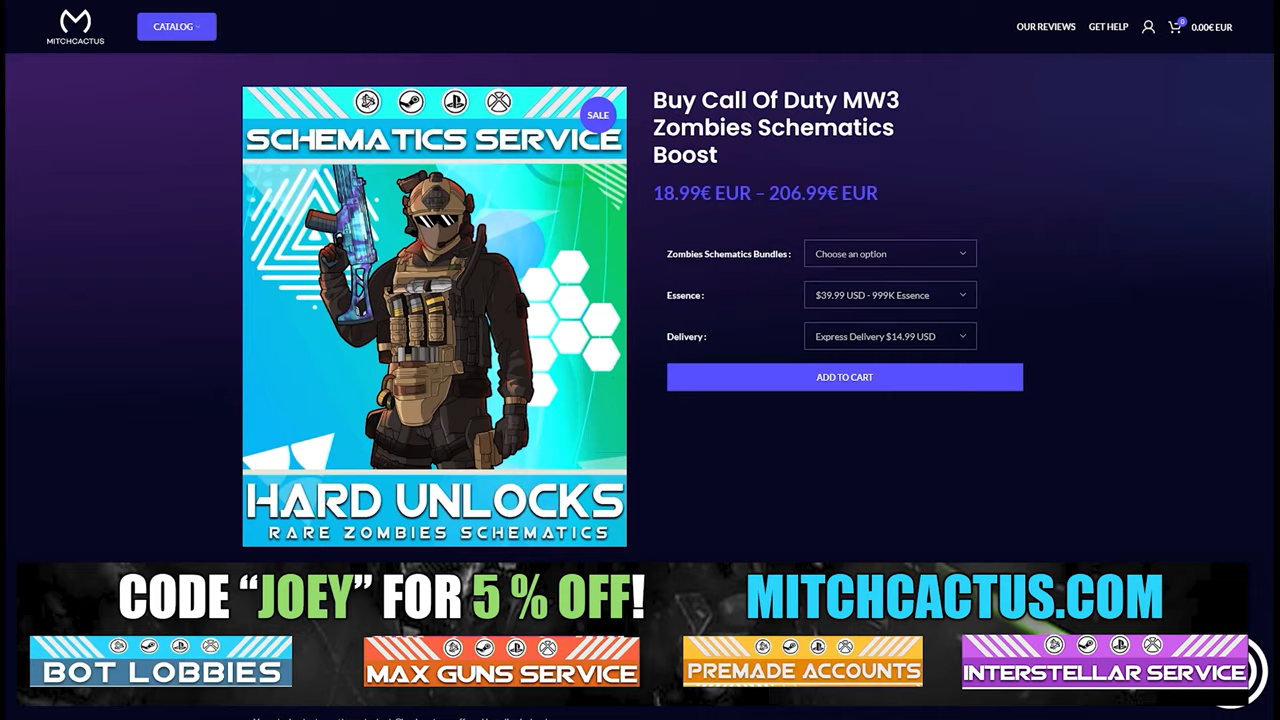 MITCHCACTUS
CATALOG
OUR REVIEWS
GET HELP
0
0.00€ EUR
SALE
SCHEMATICS SERVICE
HARD UNLOCKS
RARE ZOMBIES SCHEMATICS
Buy Call Of Duty MW3
Zombies Schematics
Boost
18.99€ EUR – 206.99€ EUR
Zombies Schematics Bundles :
Choose an option
Essence :
$39.99 USD - 999K Essence
Delivery :
Express Delivery $14.99 USD
ADD TO CART
CODE “JOEY” FOR 5 % OFF!
MITCHCACTUS.COM
BOT LOBBIES
MAX GUNS SERVICE
PREMADE ACCOUNTS
INTERSTELLAR SERVICE